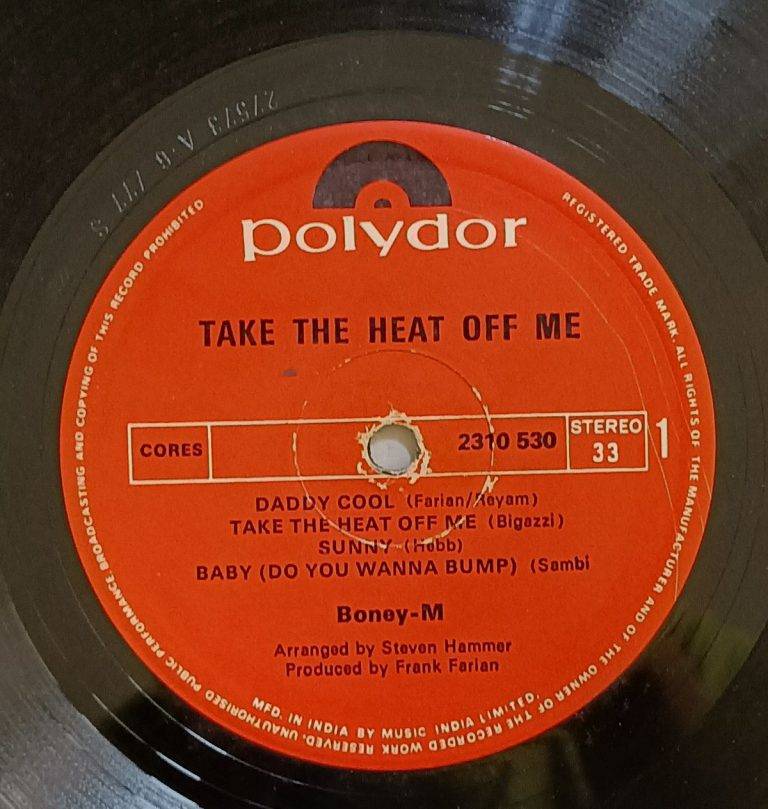 polydor
TAKE THE HEAT OFF ME
CORES
2310 530
STEREO
33
1
DADDY COOL (Farian/Reyam)
TAKE THE HEAT OFF ME (Bigazzi)
SUNNY (Hebb)
BABY (DO YOU WANNA BUMP) (Sambi
Boney-M
Arranged by Steven Hammer
Produced by Frank Farian
REGISTERED TRADE MARK. ALL RIGHTS OF THE MANUFACTURER AND OF THE OWNER OF THE RECORDED WORK RESERVED. UNAUTHORISED PUBLIC PERFORMANCE BROADCASTING AND COPYING OF THIS RECORD PROHIBITED
MFD. IN INDIA BY MUSIC INDIA LIMITED.
27573 A-6